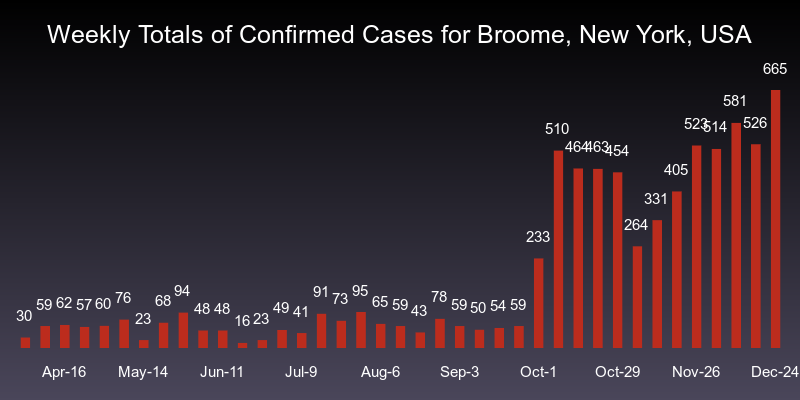 Weekly Totals of Confirmed Cases for Broome, New York, USA
30 59 62 57 60 76 23 68 94 48 48 16 23 49 41 91 73 95 65 59 43 78 59 50 54 59 233 510 464 463 454 264 331 405 523 514 581 526 665
Apr-16 May-14 Jun-11 Jul-9 Aug-6 Sep-3 Oct-1 Oct-29 Nov-26 Dec-24